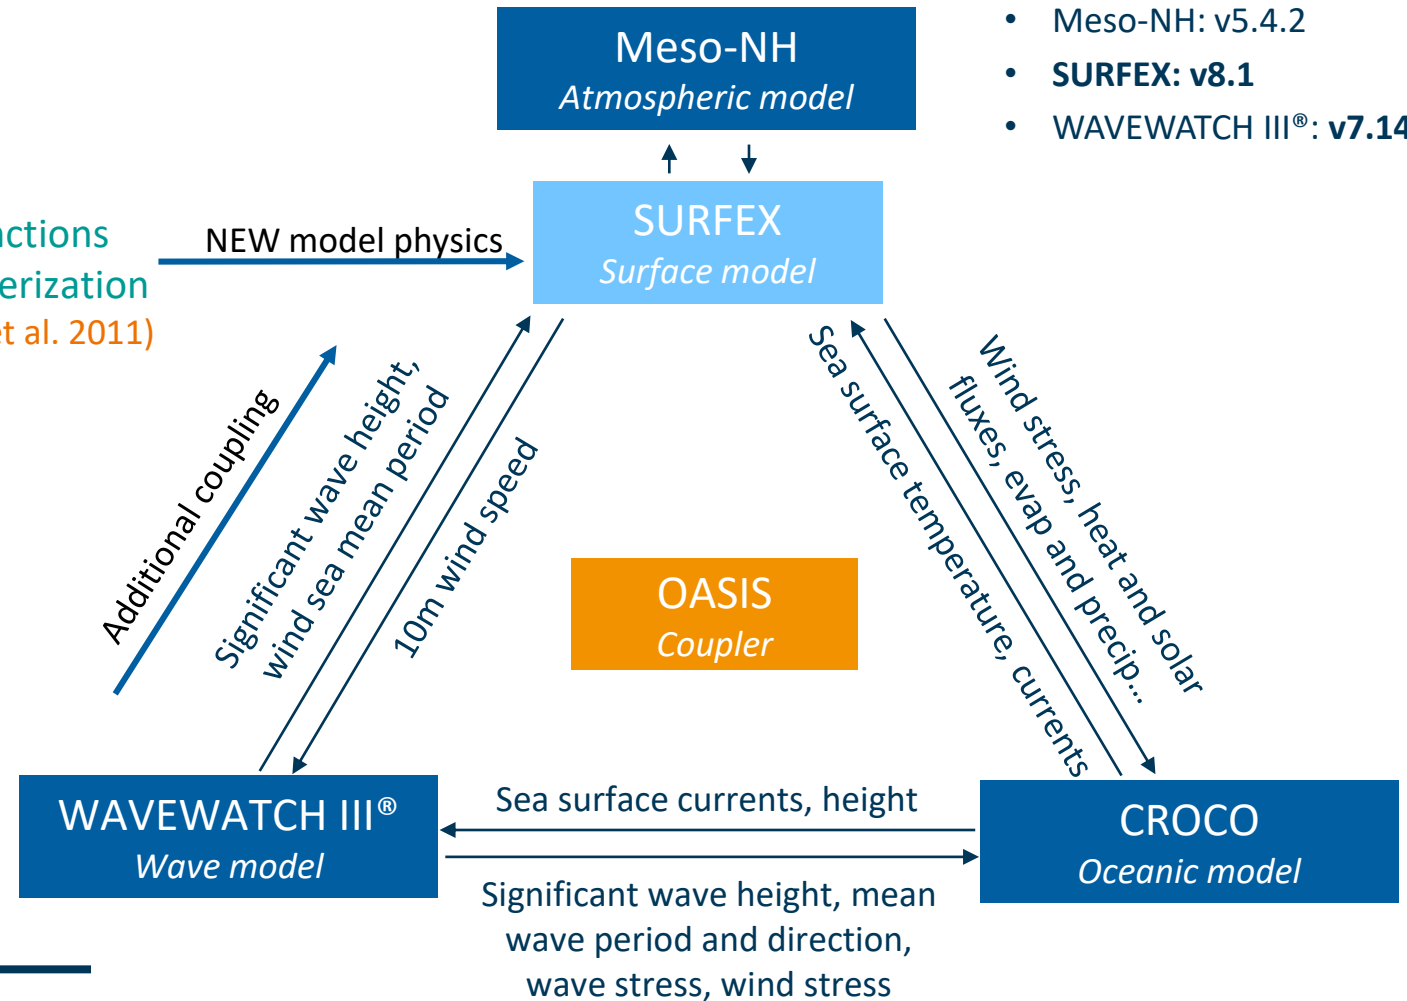 Meso-NH
Atmospheric model
• Meso-NH: v5.4.2
• SURFEX: v8.1
• WAVEWATCH III®: v7.14
SURFEX
Surface model
NEW model physics
et al. 2011)
Additional coupling
Significant wave height,
wind sea mean period
10m wind speed
Sea surface temperature, currents
Wind stress, heat and solar
fluxes, evap and precip...
OASIS
Coupler
WAVEWATCH III®
Wave model
Sea surface currents, height
Significant wave height, mean
wave period and direction,
wave stress, wind stress
CROCO
Oceanic model